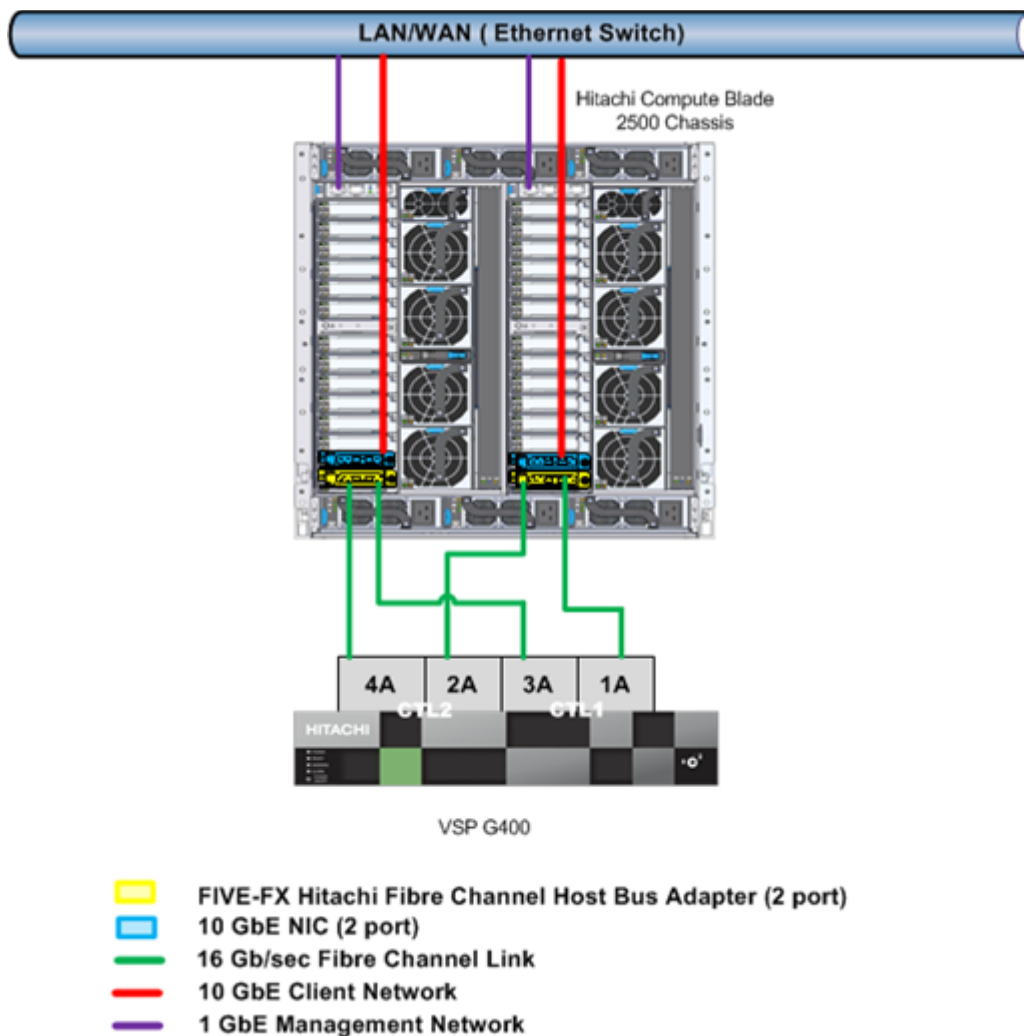 LAN/WAN ( Ethernet Switch)
Hitachi Compute Blade
2500 Chassis
4A 2A 3A 1A
CTL2 CTL1
HITACHI
VSP G400
FIVE-FX Hitachi Fibre Channel Host Bus Adapter (2 port)
10 GbE NIC (2 port)
16 Gb/sec Fibre Channel Link
10 GbE Client Network
1 GbE Management Network